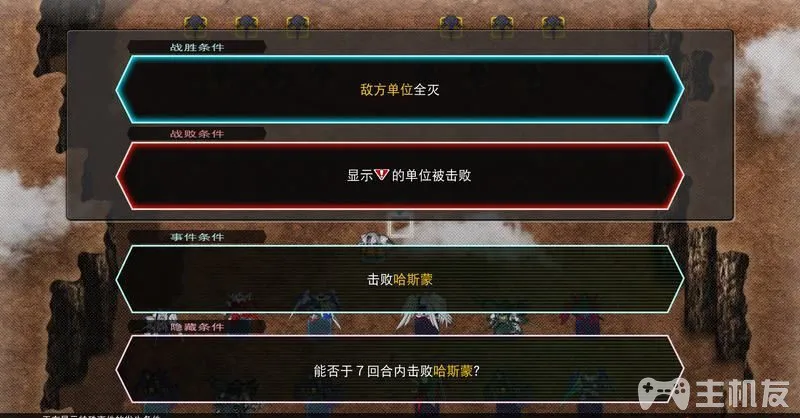 战胜条件
敌方单位全灭
战败条件
显示!的单位被击败
事件条件
击败哈斯蒙
隐藏条件
能否于7回合内击败哈斯蒙?
主机友